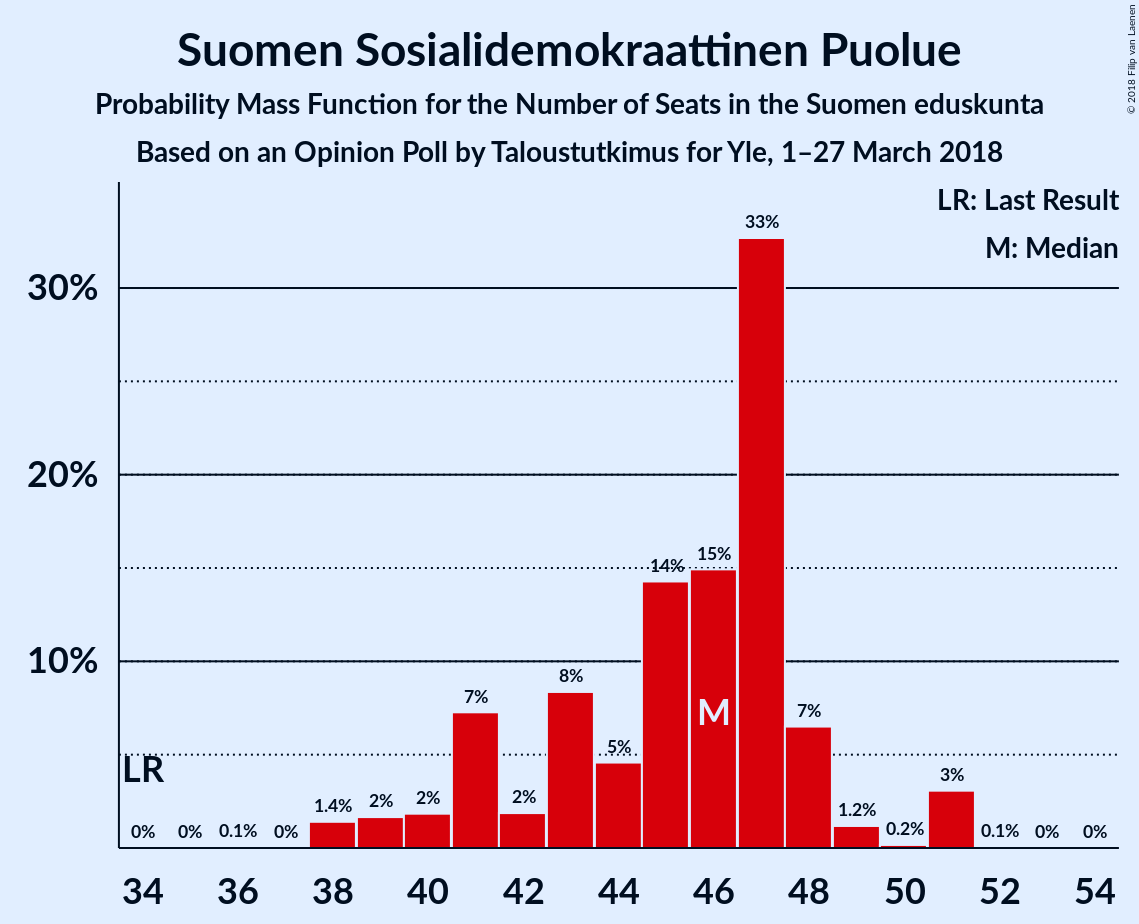 Suomen Sosialidemokraattinen Puolue
Probability Mass Function for the Number of Seats in the Suomen eduskunta
Based on an Opinion Poll by Taloustutkimus for Yle, 1–27 March 2018
© 2018 Filip van Laenen
LR: Last Result
M: Median
30%
20%
10%
LR
M
0%
0%
0.1%
0%
1.4%
2%
2%
7%
2%
8%
5%
14%
15%
33%
7%
1.2%
0.2%
3%
0.1%
0%
0%
34 36 38 40 42 44 46 48 50 52 54